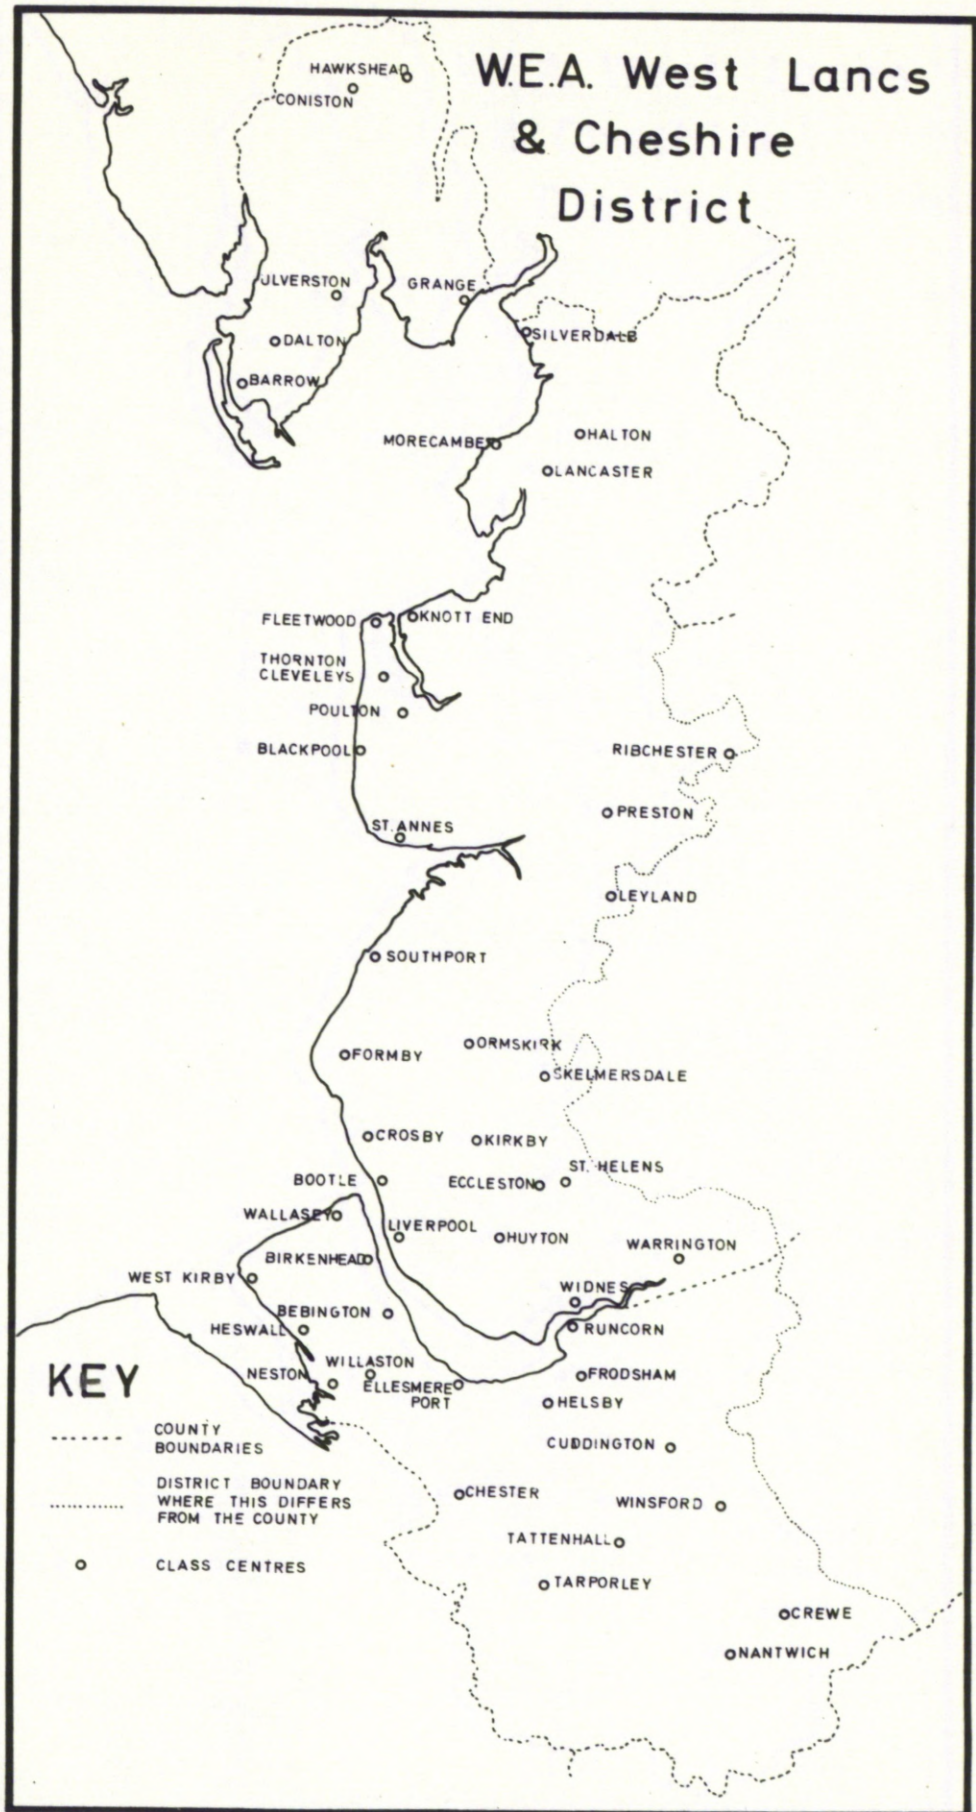 W.E.A. West Lancs
& Cheshire
District
HAWKSHEAD
CONISTON
ULVERSTON
GRANGE
DALTON
SILVERDALE
BARROW
MORECAMBE
HALTON
LANCASTER
FLEETWOOD
KNOTT END
THORNTON
CLEVELEYS
POULTON
BLACKPOOL
RIBCHESTER
PRESTON
ST. ANNES
LEYLAND
SOUTHPORT
ORMSKIRK
FORMBY
SKELMERSDALE
CROSBY
KIRKBY
ST. HELENS
BOOTLE
ECCLESTON
WALLASEY
LIVERPOOL
HUYTON
WARRINGTON
BIRKENHEAD
WEST KIRBY
WIDNES
BEBINGTON
HESWALL
RUNCORN
WILLASTON
NESTON
ELLESMERE
PORT
FRODSHAM
HELSBY
CUDDINGTON
CHESTER
WINSFORD
TATTENHALL
TARPORLEY
CREWE
NANTWICH
KEY
COUNTY
BOUNDARIES
DISTRICT BOUNDARY
WHERE THIS DIFFERS
FROM THE COUNTY
CLASS CENTRES